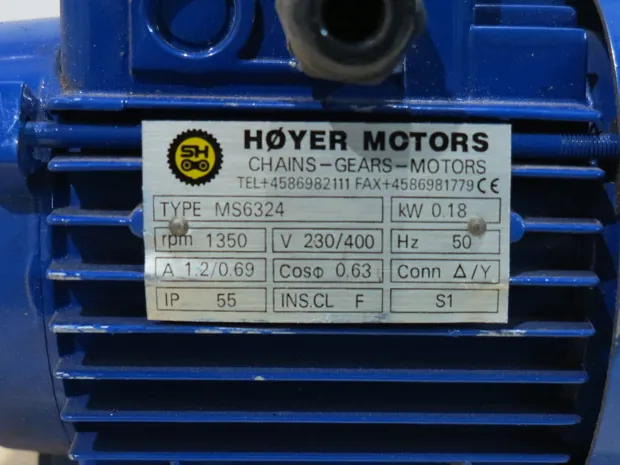 SH
HØYER MOTORS
CHAINS-GEARS-MOTORS
TEL+4586982111 FAX+4586981779 CE
TYPE MS6324 kW 0.18
rpm 1350 V 230/400 Hz 50
A 1.2/0.69 CosΦ 0.63 Conn Δ/Y
IP 55 INS.CL F S1